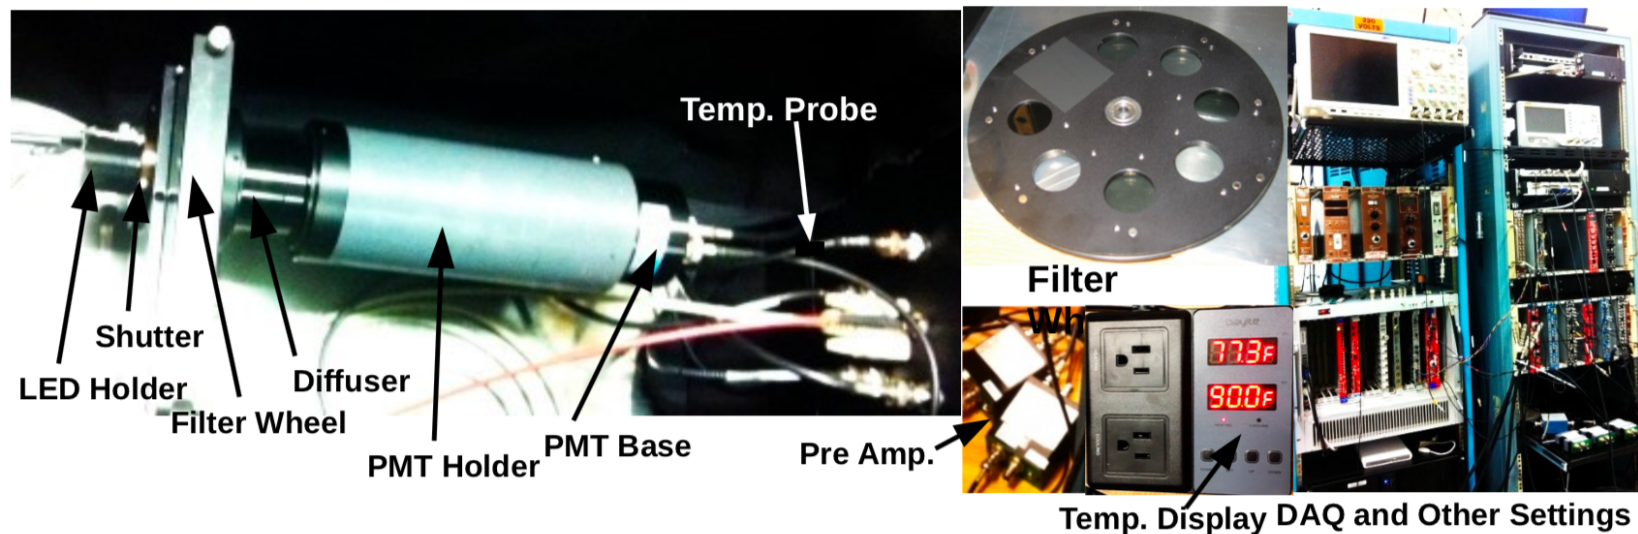 Temp. Probe
Shutter
LED Holder
Diffuser
Filter Wheel
PMT Holder
PMT Base
Filter
Wh
Pre Amp.
77.3F
90.0F
Temp. Display
DAQ and Other Settings